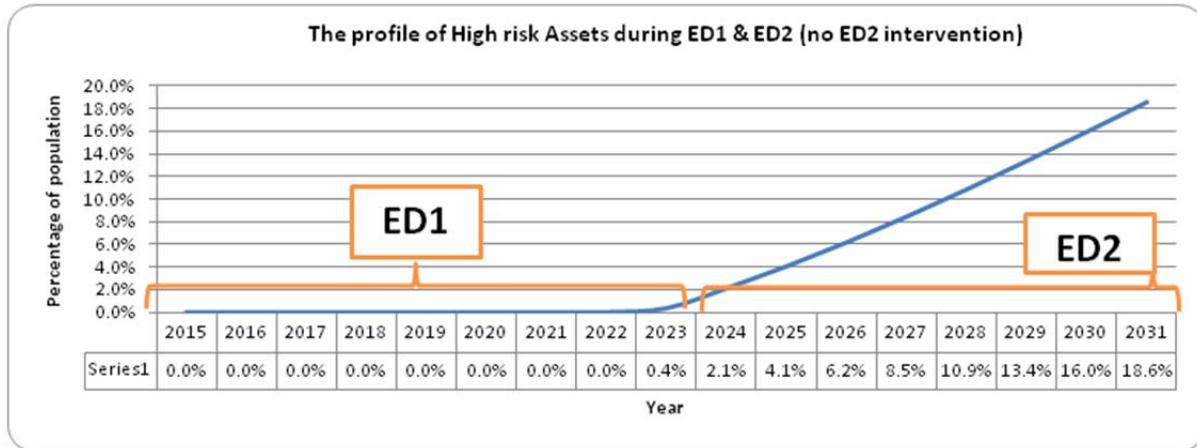 The profile of High risk Assets during ED1 & ED2 (no ED2 intervention)
Percentage of population
20.0%
18.0%
16.0%
14.0%
12.0%
10.0%
8.0%
6.0%
4.0%
2.0%
0.0%
ED1
ED2
2015 2016 2017 2018 2019 2020 2021 2022 2023 2024 2025 2026 2027 2028 2029 2030 2031
Series1 0.0% 0.0% 0.0% 0.0% 0.0% 0.0% 0.0% 0.0% 0.4% 2.1% 4.1% 6.2% 8.5% 10.9% 13.4% 16.0% 18.6%
Year